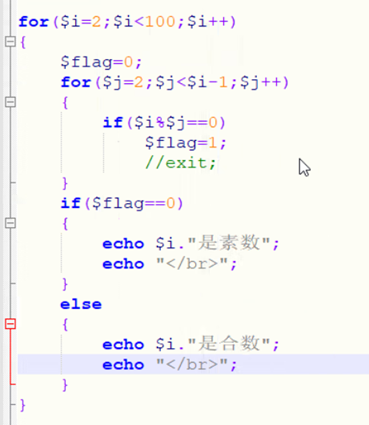 for($i=2;$i<100;$i++)
{
$flag=0;
for($j=2;$j<$i-1;$j++)
{
if($i%$j==0)
$flag=1;
//exit;
}
if($flag==0)
{
echo $i."是素数";
echo "</br>";
}
else
{
echo $i."是合数";
echo "</br>";
}
}